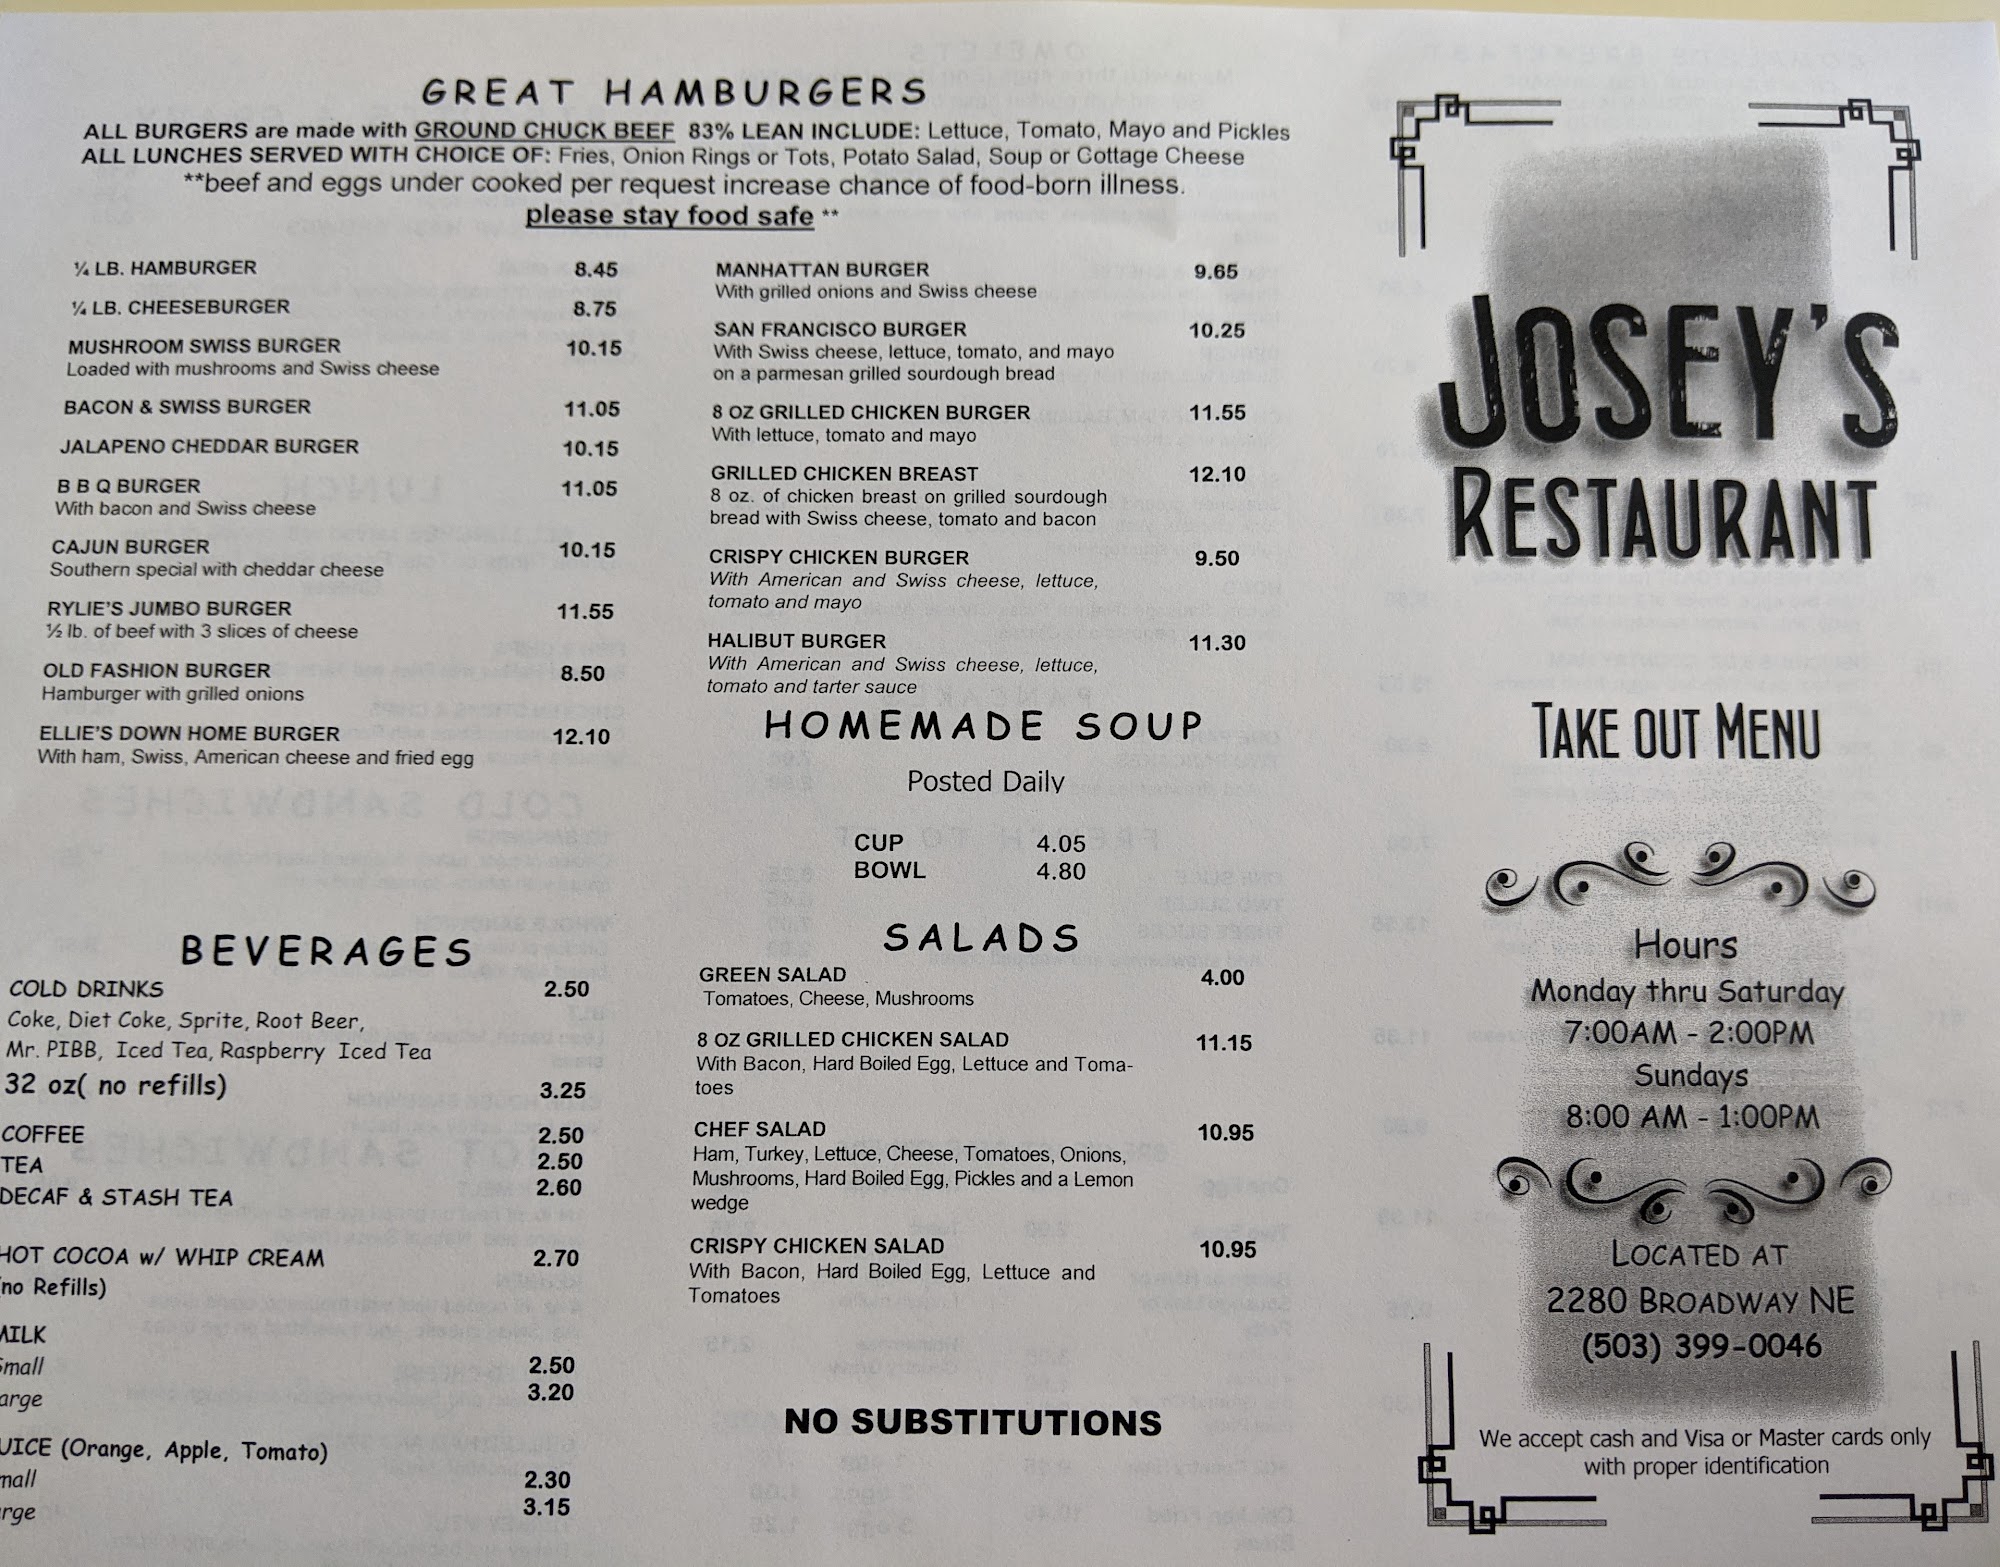 GREAT HAMBURGERS
ALL BURGERS are made with GROUND CHUCK BEEF 83% LEAN INCLUDE: Lettuce, Tomato, Mayo and Pickles
ALL LUNCHES SERVED WITH CHOICE OF: Fries, Onion Rings or Tots, Potato Salad, Soup or Cottage Cheese
**beef and eggs under cooked per request increase chance of food-born illness.
please stay food safe **
¼ LB. HAMBURGER 8.45
¼ LB. CHEESEBURGER 8.75
MUSHROOM SWISS BURGER 10.15
Loaded with mushrooms and Swiss cheese
BACON & SWISS BURGER 11.05
JALAPENO CHEDDAR BURGER 10.15
B B Q BURGER 11.05
With bacon and Swiss cheese
CAJUN BURGER 10.15
Southern special with cheddar cheese
RYLIE'S JUMBO BURGER 11.55
½ lb. of beef with 3 slices of cheese
OLD FASHION BURGER 8.50
Hamburger with grilled onions
ELLIE'S DOWN HOME BURGER 12.10
With ham, Swiss, American cheese and fried egg
BEVERAGES
COLD DRINKS 2.50
Coke, Diet Coke, Sprite, Root Beer,
Mr. PIBB, Iced Tea, Raspberry Iced Tea
32 oz( no refills) 3.25
COFFEE 2.50
TEA 2.50
DECAF & STASH TEA 2.60
HOT COCOA w/ WHIP CREAM 2.70
(no Refills)
MILK
Small 2.50
arge 3.20
UICE (Orange, Apple, Tomato)
mall 2.30
rge 3.15
MANHATTAN BURGER 9.65
With grilled onions and Swiss cheese
SAN FRANCISCO BURGER 10.25
With Swiss cheese, lettuce, tomato, and mayo
on a parmesan grilled sourdough bread
8 OZ GRILLED CHICKEN BURGER 11.55
With lettuce, tomato and mayo
GRILLED CHICKEN BREAST 12.10
8 oz. of chicken breast on grilled sourdough
bread with Swiss cheese, tomato and bacon
CRISPY CHICKEN BURGER 9.50
With American and Swiss cheese, lettuce,
tomato and mayo
HALIBUT BURGER 11.30
With American and Swiss cheese, lettuce,
tomato and tarter sauce
HOMEMADE SOUP
Posted Daily
CUP 4.05
BOWL 4.80
SALADS
GREEN SALAD 4.00
Tomatoes, Cheese, Mushrooms
8 OZ GRILLED CHICKEN SALAD 11.15
With Bacon, Hard Boiled Egg, Lettuce and Toma-
toes
CHEF SALAD 10.95
Ham, Turkey, Lettuce, Cheese, Tomatoes, Onions,
Mushrooms, Hard Boiled Egg, Pickles and a Lemon
wedge
CRISPY CHICKEN SALAD 10.95
With Bacon, Hard Boiled Egg, Lettuce and
Tomatoes
NO SUBSTITUTIONS
JOSEY'S
RESTAURANT
TAKE OUT MENU
Hours
Monday thru Saturday
7:00AM - 2:00PM
Sundays
8:00 AM - 1:00PM
LOCATED AT
2280 BROADWAY NE
(503) 399-0046
We accept cash and Visa or Master cards only
with proper identification